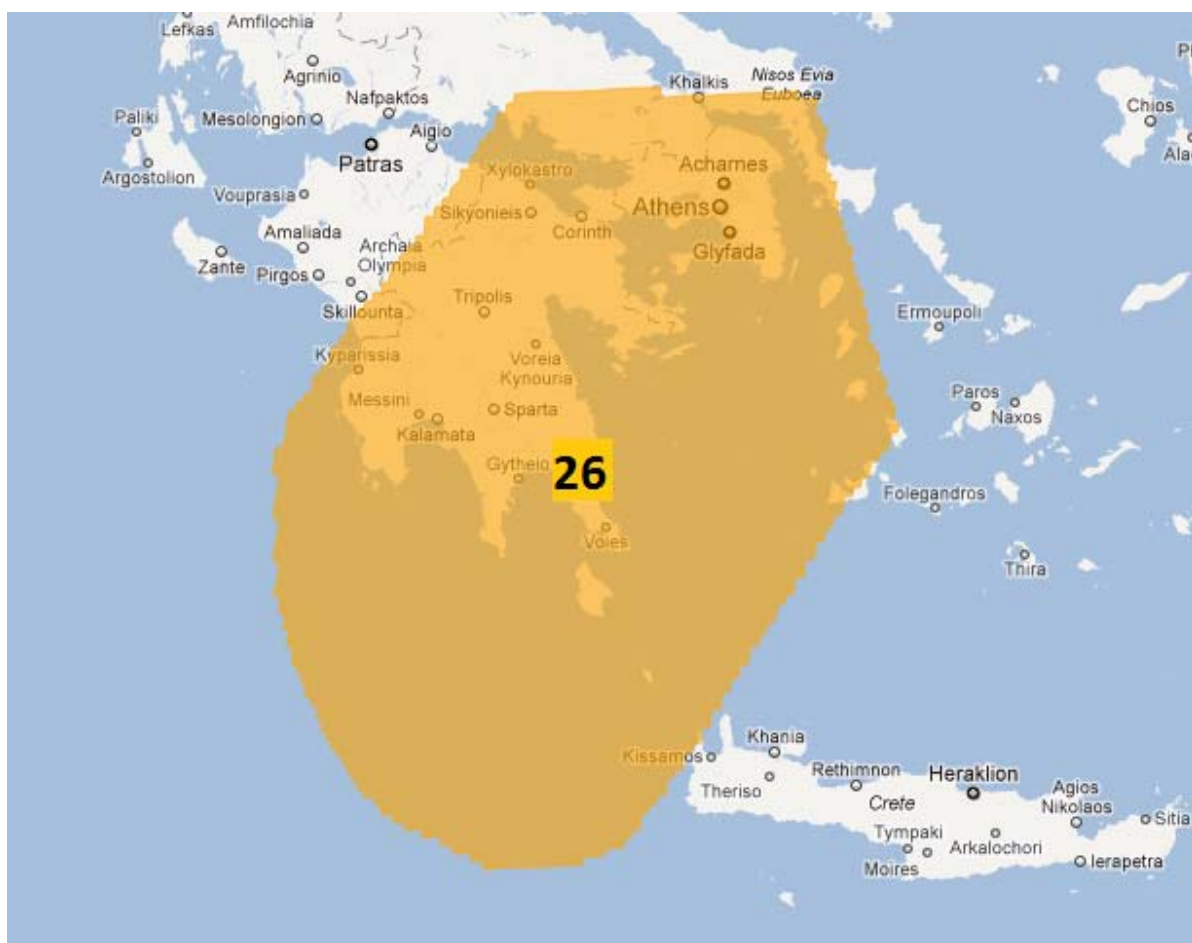 Lefkas
Amfilochia
Agrinio
Nafpaktos
Mesolongion
Paliki
Argostolion
Patras
Aigio
Vouprasia
Zante
Amaliada
Pirgos
Archaia
Olympia
Skillounta
Khalkis
Nisos Evia
Euboea
Chios
Xylokastro
Sikyonieis
Corinth
Acharnes
Athens
Glyfada
Tripolis
Ermoupoli
Kyparissia
Voreia
Kynouria
Messini
Kalamata
Sparta
Paros
Naxos
Gytheio
26
Voies
Folegandros
Thira
Kissamos
Khania
Theriso
Rethimnon
Crete
Heraklion
Agios
Nikolaos
Sitia
Tympaki
Moires
Arkalochori
Ierapetra